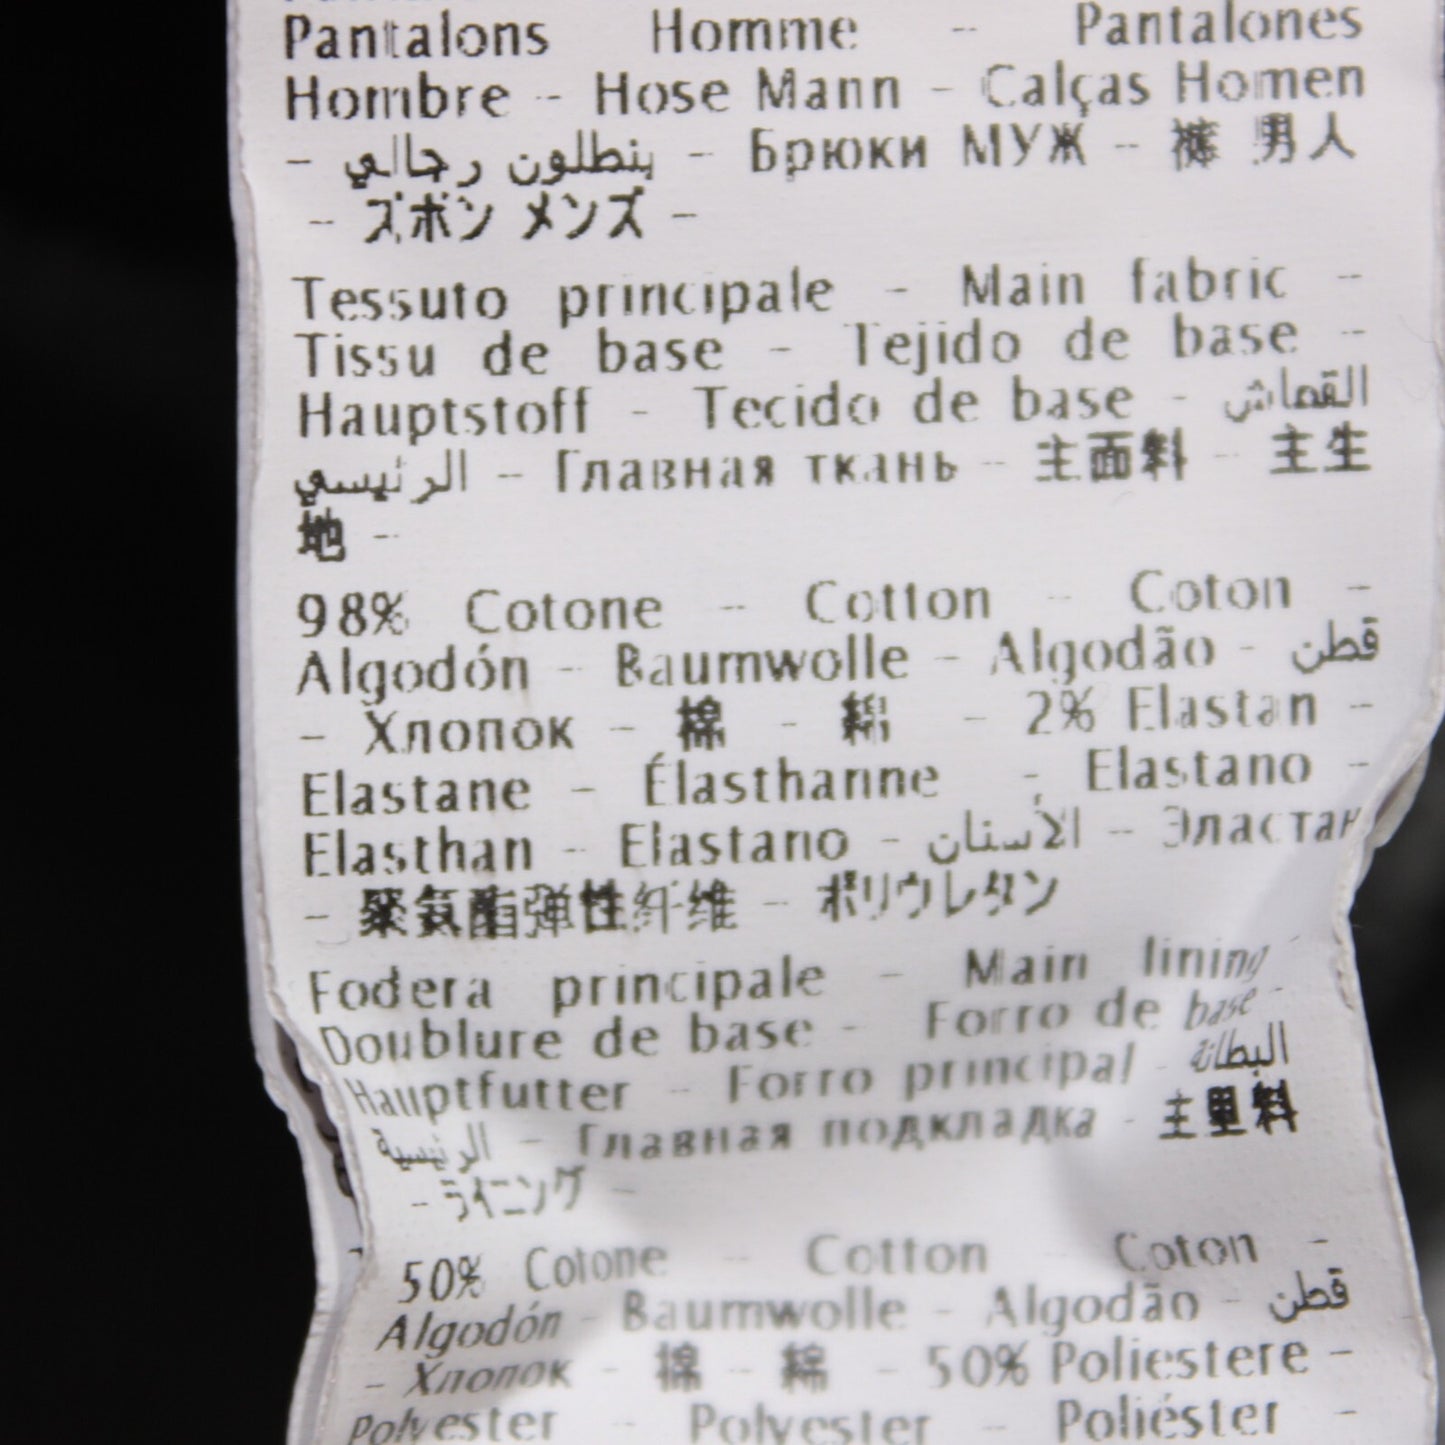 Pantalons Homme - Pantalones
Hombre - Hose Mann - Calças Homen
- بنطلون رجالي - Брюки МУЖ - 裤 男人
- ズボン メンズ -
Tessuto principale - Main fabric -
Tissu de base - Tejido de base -
Hauptstoff - Tecido de base - القماش
الرئيسي - Главная ткань - 主面料 - 主生
地 -
98% Cotone - Cotton - Coton -
Algodón - Baumwolle - Algodão - قطن
- Хлопок - 棉 - 綿 - 2% Elastan -
Elastane - Élasthanne - Elastano -
Elasthan - Elastano - الأستان - Эластан
- 聚氨酯弹性纤维 - ポリウレタン
Fodera principale - Main lining -
Doublure de base - Forro de base -
Hauptfutter - Forro principal - البطانة
الرئيسية - Главная подкладка - 主里料
- ライニング -
50% Cotone - Cotton - Coton -
Algodón - Baumwolle - Algodão - قطن
- Хлопок - 棉 - 綿 - 50% Poliestere -
Polyester - Polyester - Poliéster -